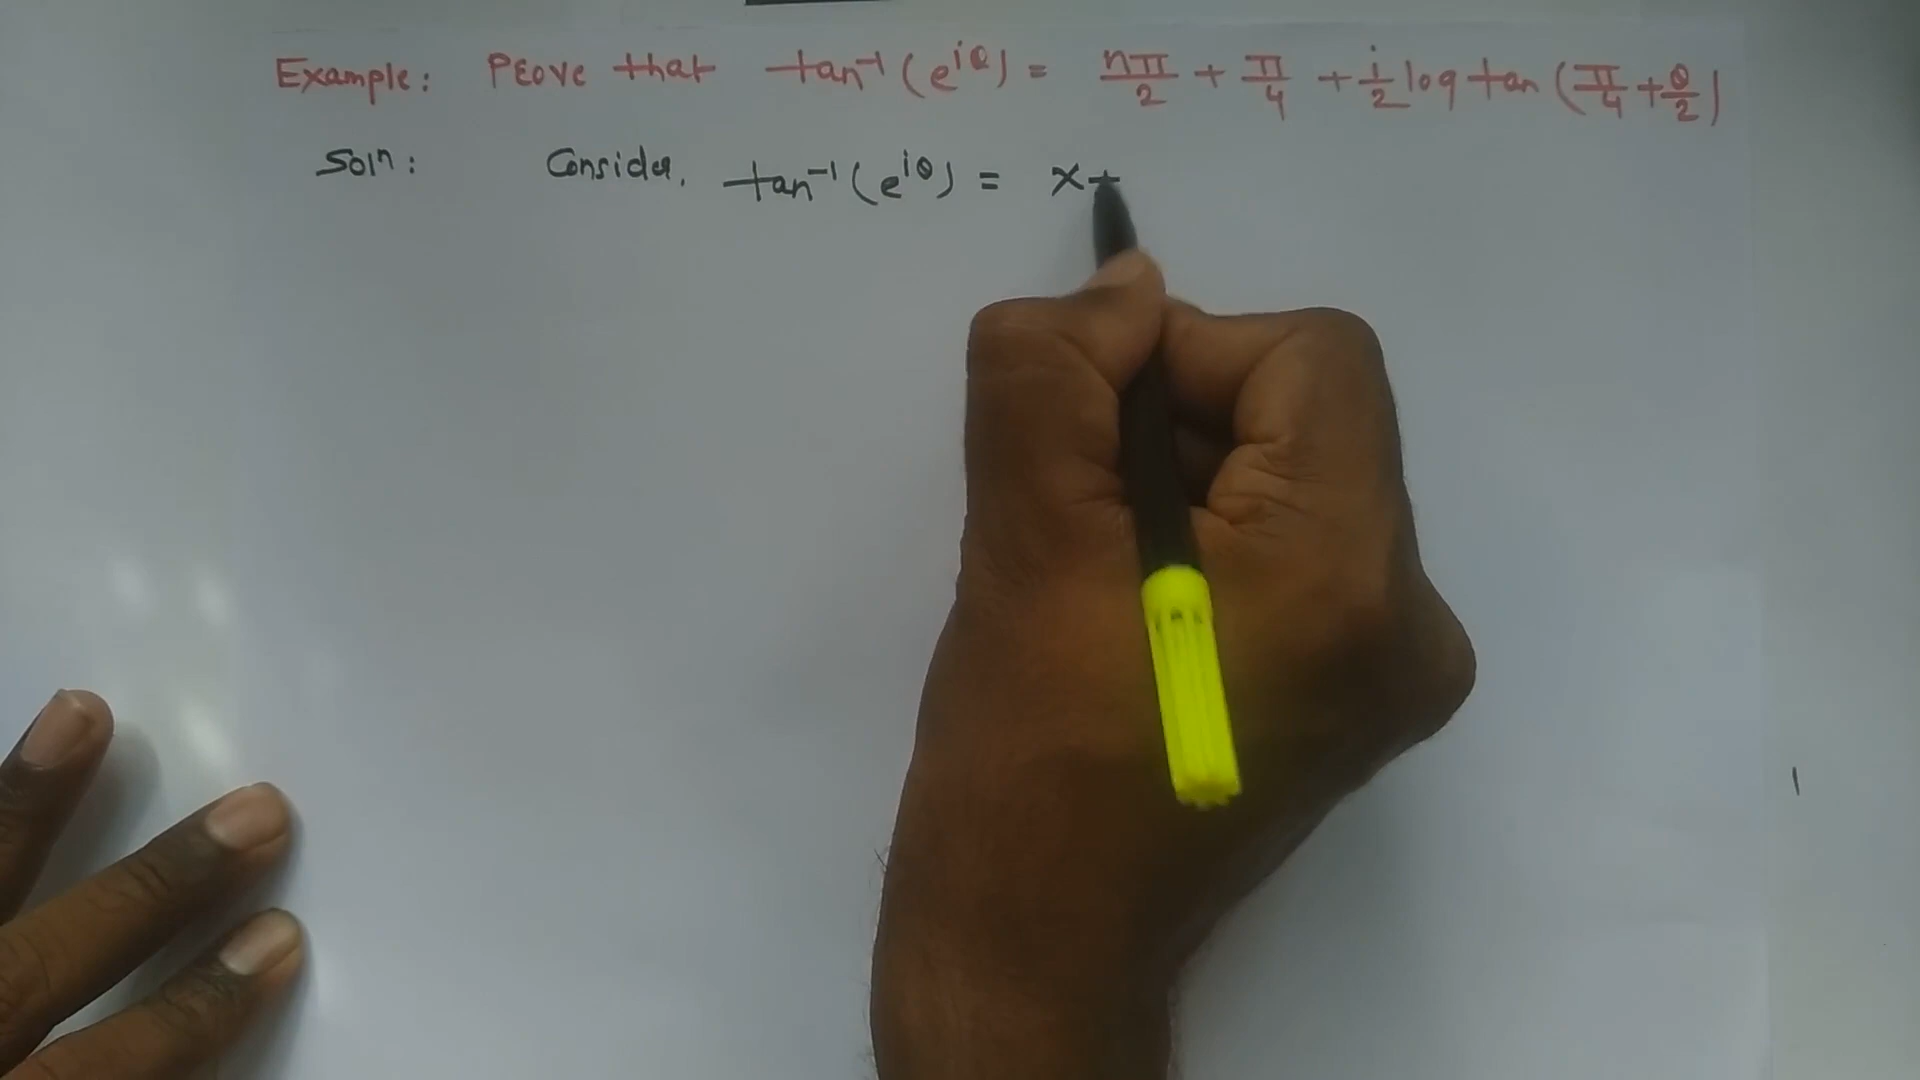 Example: Prove that tan⁻¹(e^{iθ}) = nπ/2 + π/4 + i/2 log tan (π/4 + θ/2)
Solⁿ: Consider, tan⁻¹(e^{iθ}) = x+